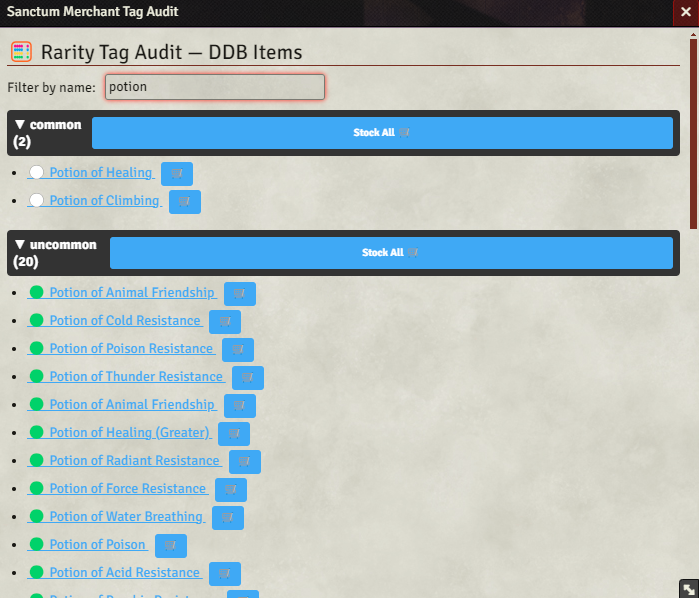 Sanctum Merchant Tag Audit
Rarity Tag Audit — DDB Items
Filter by name: potion
▼ common
(2)
Stock All
Potion of Healing
Potion of Climbing
▼ uncommon
(20)
Stock All
Potion of Animal Friendship
Potion of Cold Resistance
Potion of Poison Resistance
Potion of Thunder Resistance
Potion of Animal Friendship
Potion of Healing (Greater)
Potion of Radiant Resistance
Potion of Force Resistance
Potion of Water Breathing
Potion of Poison
Potion of Acid Resistance